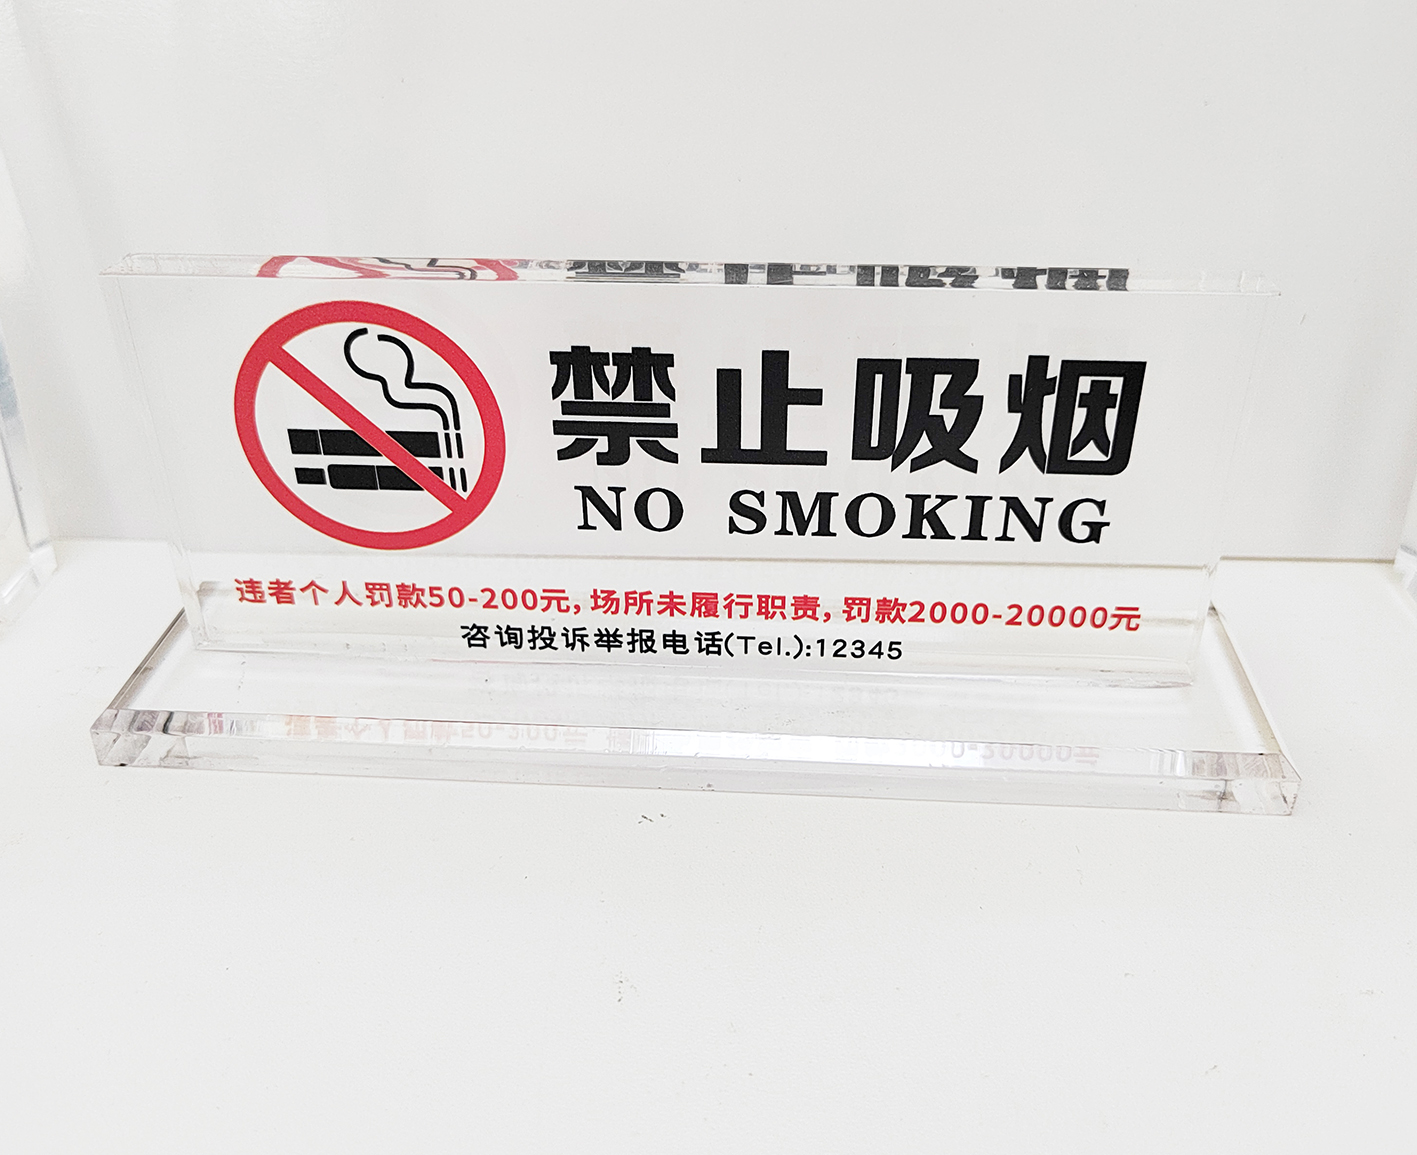 禁止吸烟
NO SMOKING
违者个人罚款50-200元,场所未履行职责,罚款2000-20000元
咨询投诉举报电话(Tel.):12345